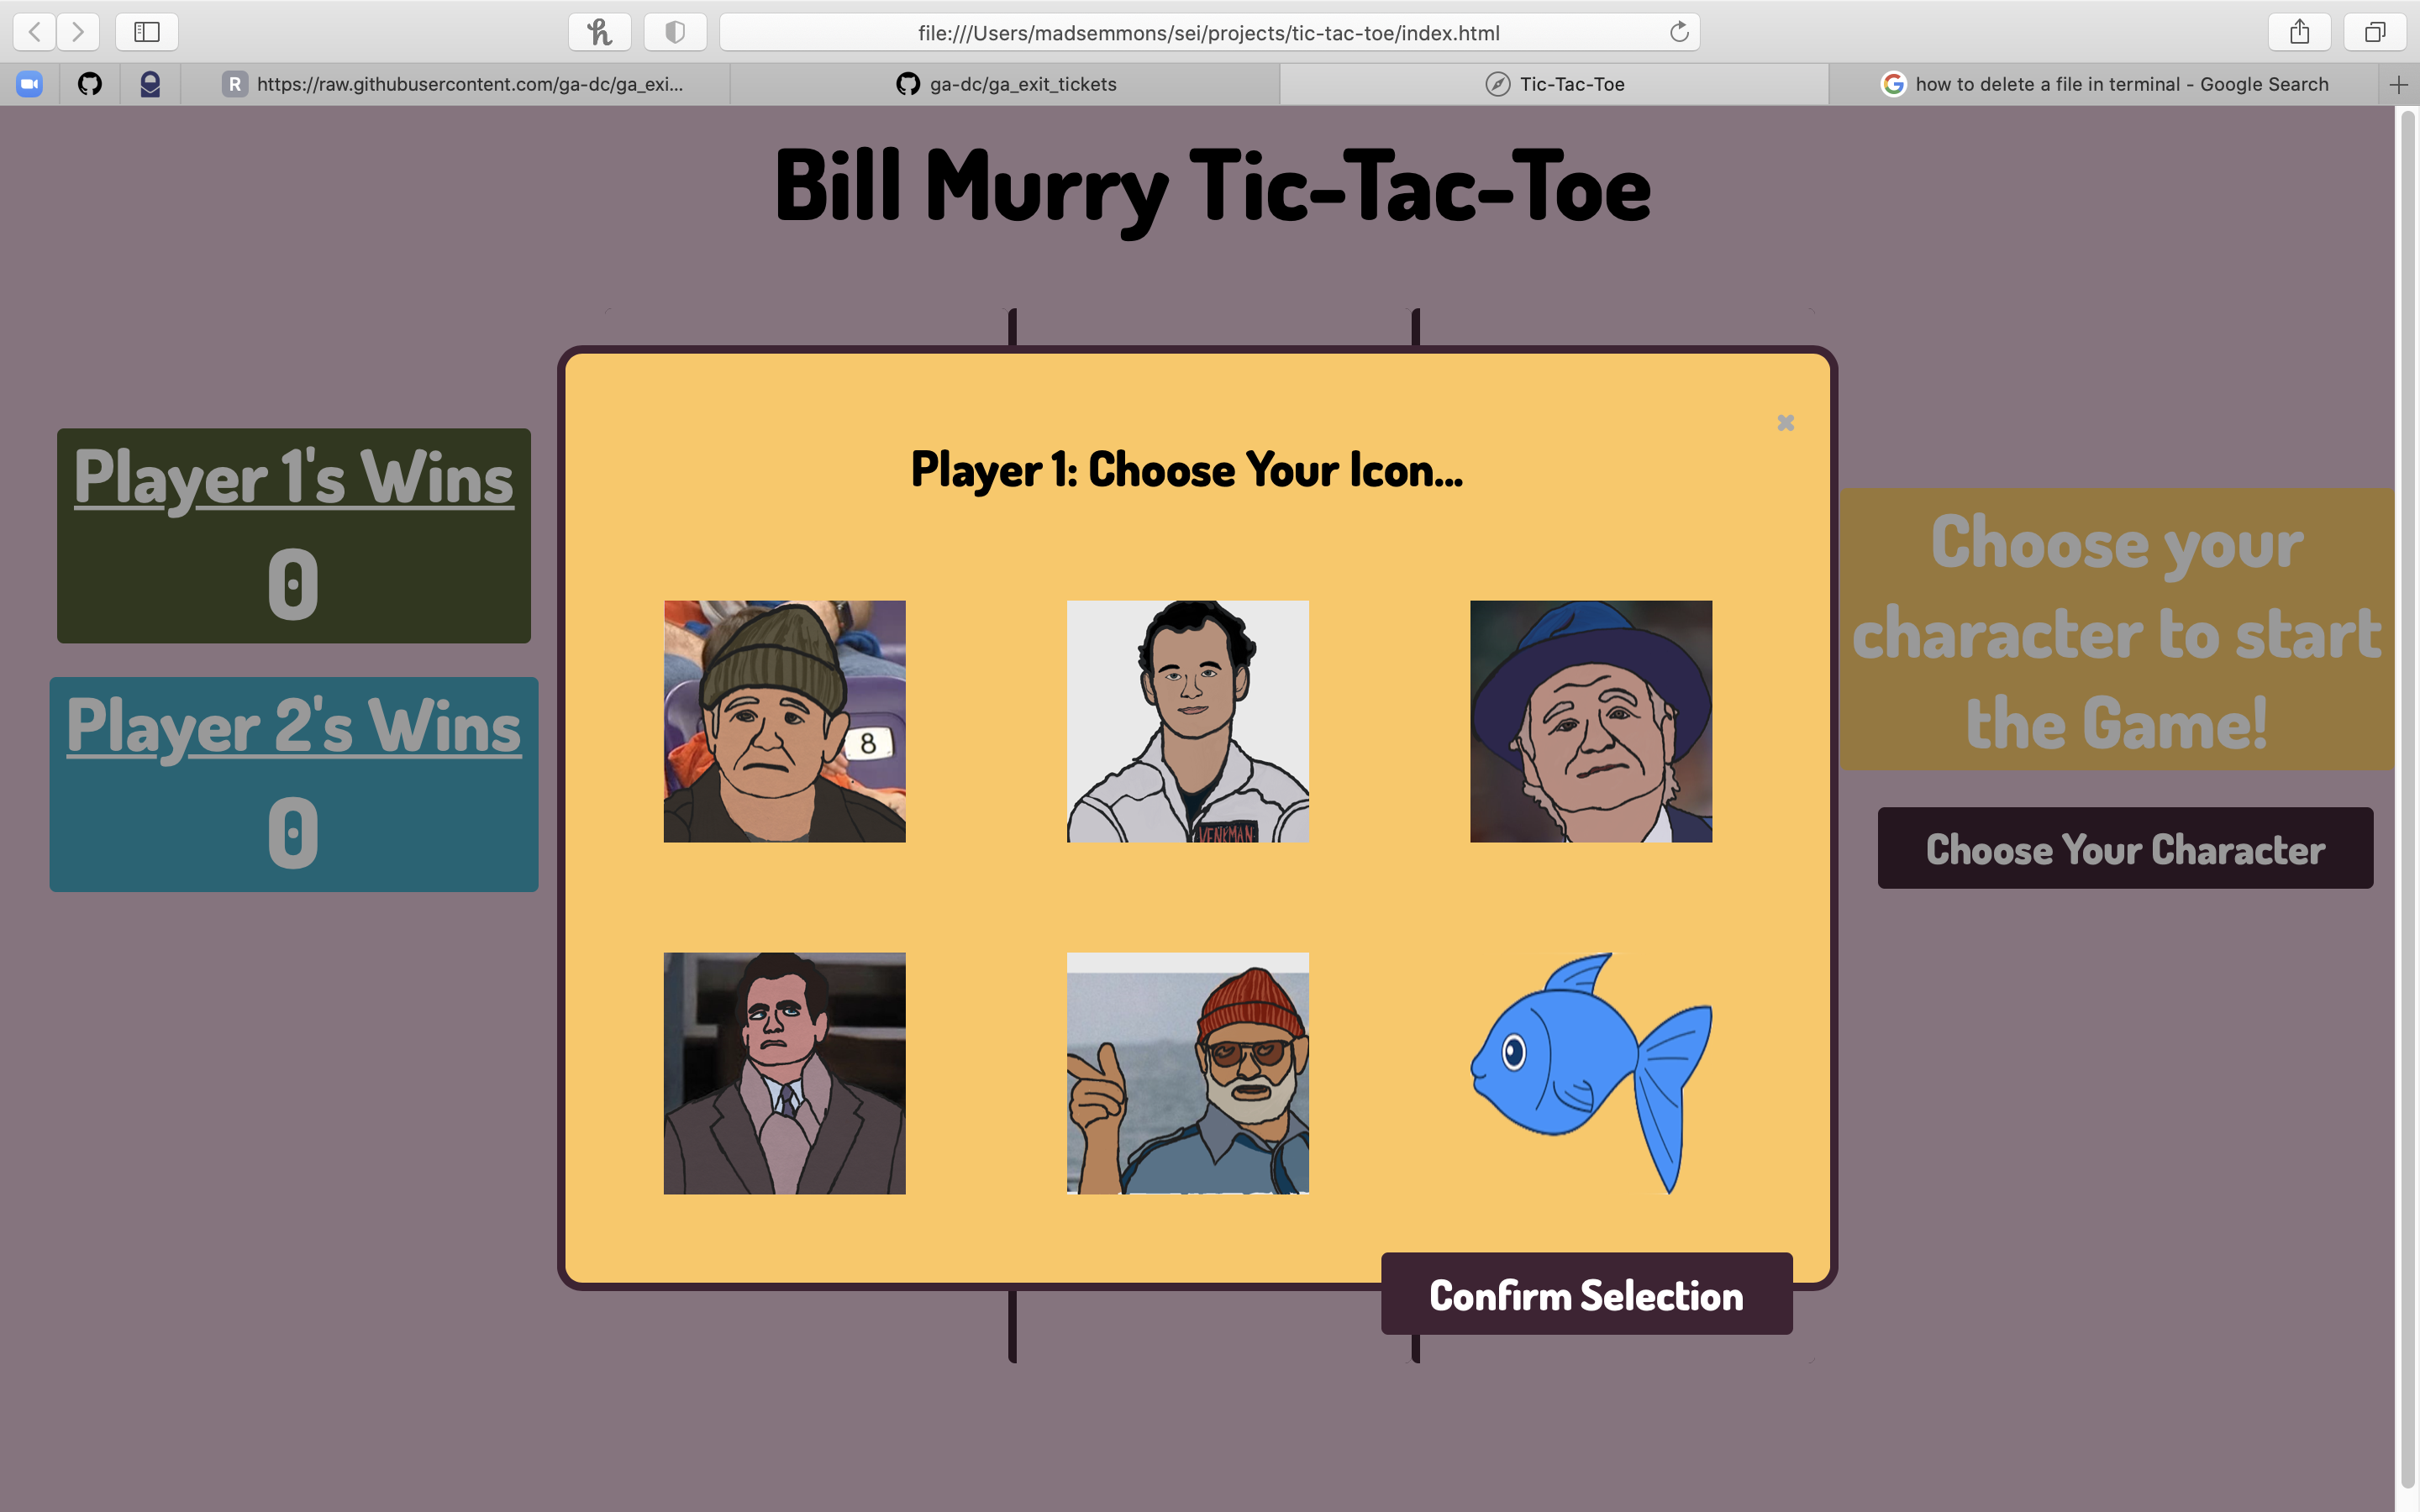 file:///Users/madsemmons/sei/projects/tic-tac-toe/index.html
R https://raw.githubusercontent.com/ga-dc/ga_exi...
ga-dc/ga_exit_tickets
Tic-Tac-Toe
how to delete a file in terminal - Google Search
Bill Murry Tic-Tac-Toe
Player 1's Wins
0
Player 2's Wins
0
Player 1: Choose Your Icon...
8
VENKMAN
Choose your
character to start
the Game!
Choose Your Character
Confirm Selection